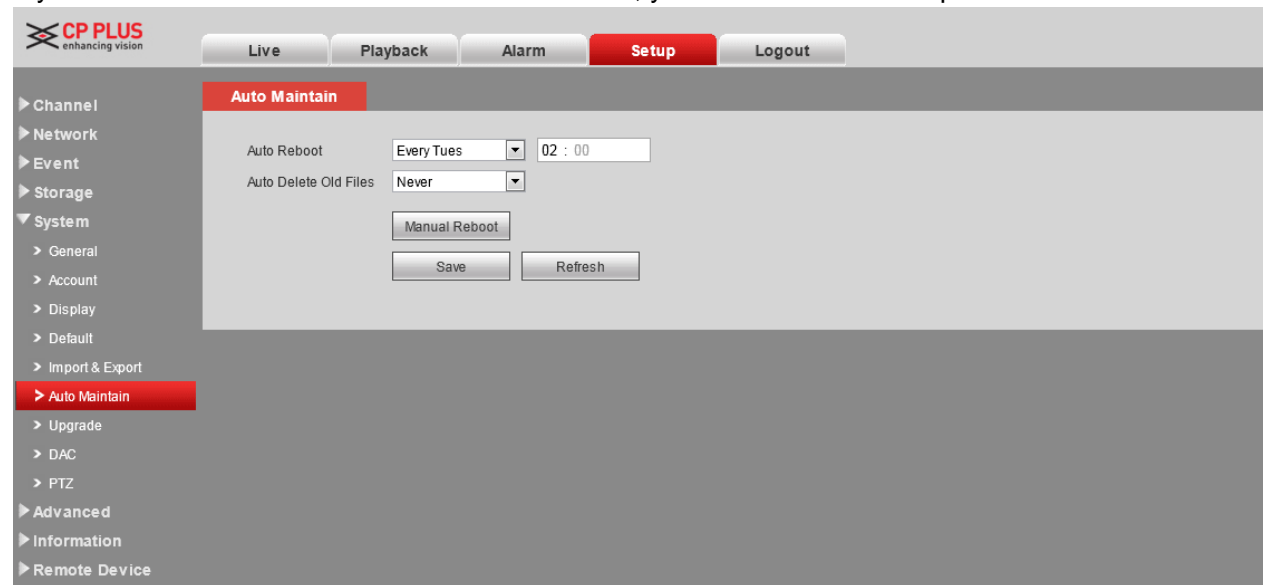 CP PLUS
enhancing vision
Live Playback Alarm Setup Logout
Auto Maintain
Channel
Network
Event
Storage
System
General
Account
Display
Default
Import & Export
Auto Maintain
Upgrade
DAC
PTZ
Advanced
Information
Remote Device
Auto Reboot Every Tues 02 : 00
Auto Delete Old Files Never
Manual Reboot
Save Refresh